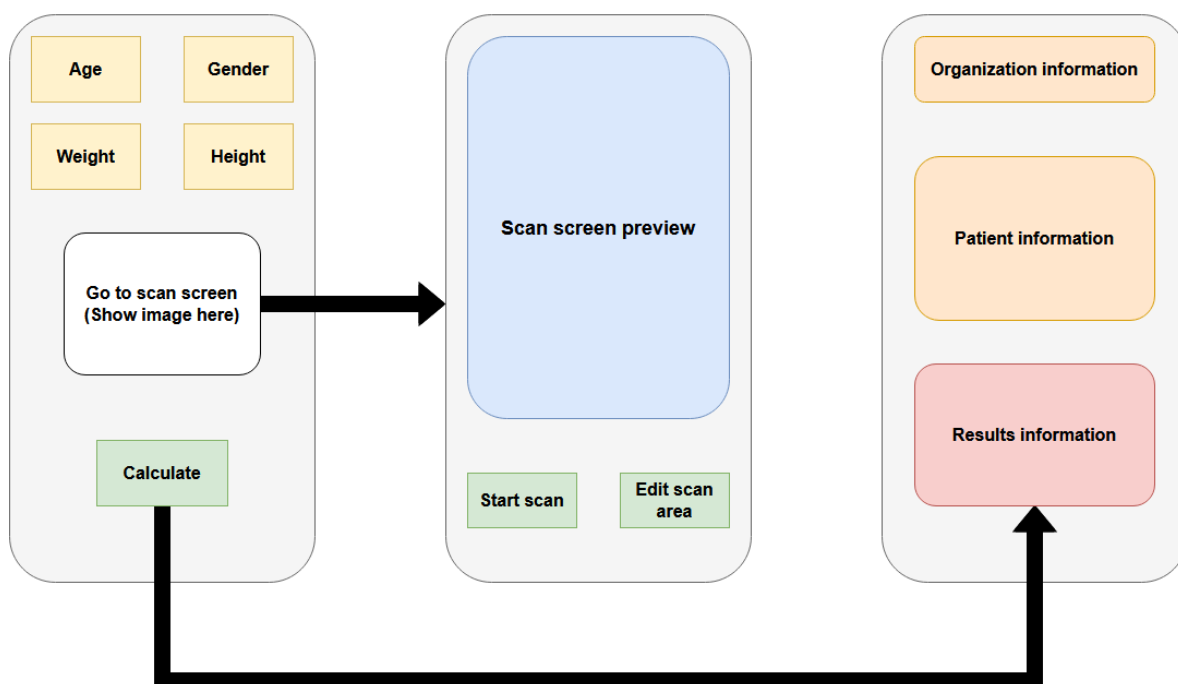 Age
Gender
Weight
Height
Go to scan screen
(Show image here)
Calculate
Scan screen preview
Start scan
Edit scan
area
Organization information
Patient information
Results information